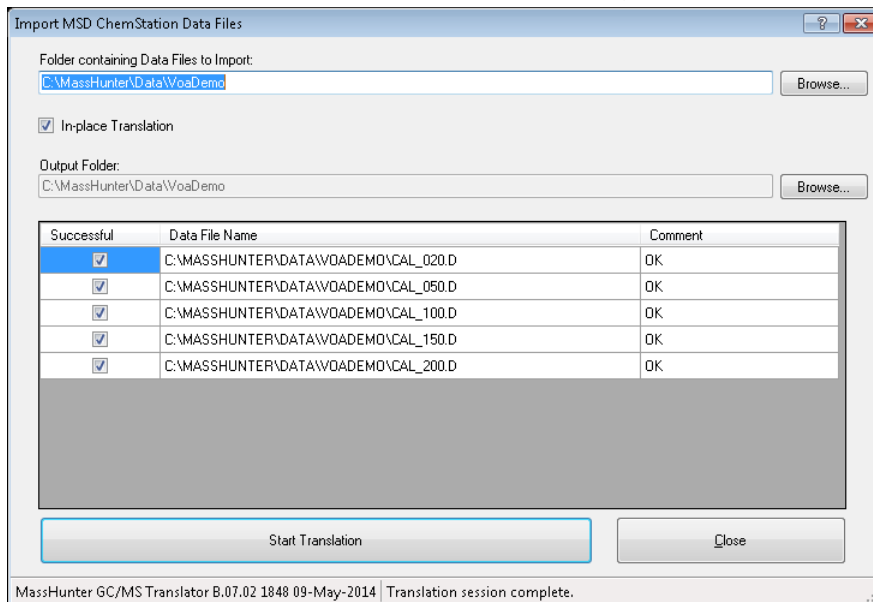 Import MSD ChemStation Data Files
Folder containing Data Files to Import:
C:\MassHunter\Data\VoaDemo
Browse...
In-place Translation
Output Folder:
C:\MassHunter\Data\VoaDemo
Browse...
Successful Data File Name Comment
C:\MASSHUNTER\DATA\VOADEMO\CAL_020.D OK
C:\MASSHUNTER\DATA\VOADEMO\CAL_050.D OK
C:\MASSHUNTER\DATA\VOADEMO\CAL_100.D OK
C:\MASSHUNTER\DATA\VOADEMO\CAL_150.D OK
C:\MASSHUNTER\DATA\VOADEMO\CAL_200.D OK
Start Translation Close
MassHunter GC/MS Translator B.07.02 1848 09-May-2014 Translation session complete.